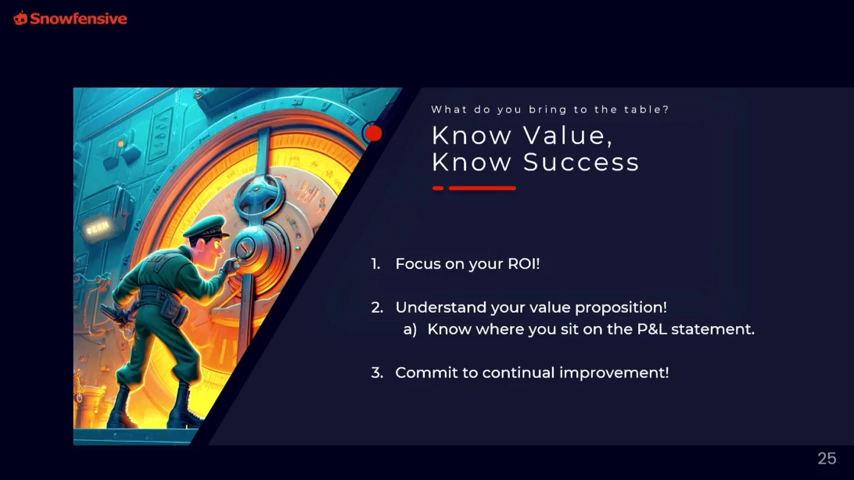 Snowfensive
What do you bring to the table?
Know Value,
Know Success
1. Focus on your ROI!
2. Understand your value proposition!
a) Know where you sit on the P&L statement.
3. Commit to continual improvement!
25